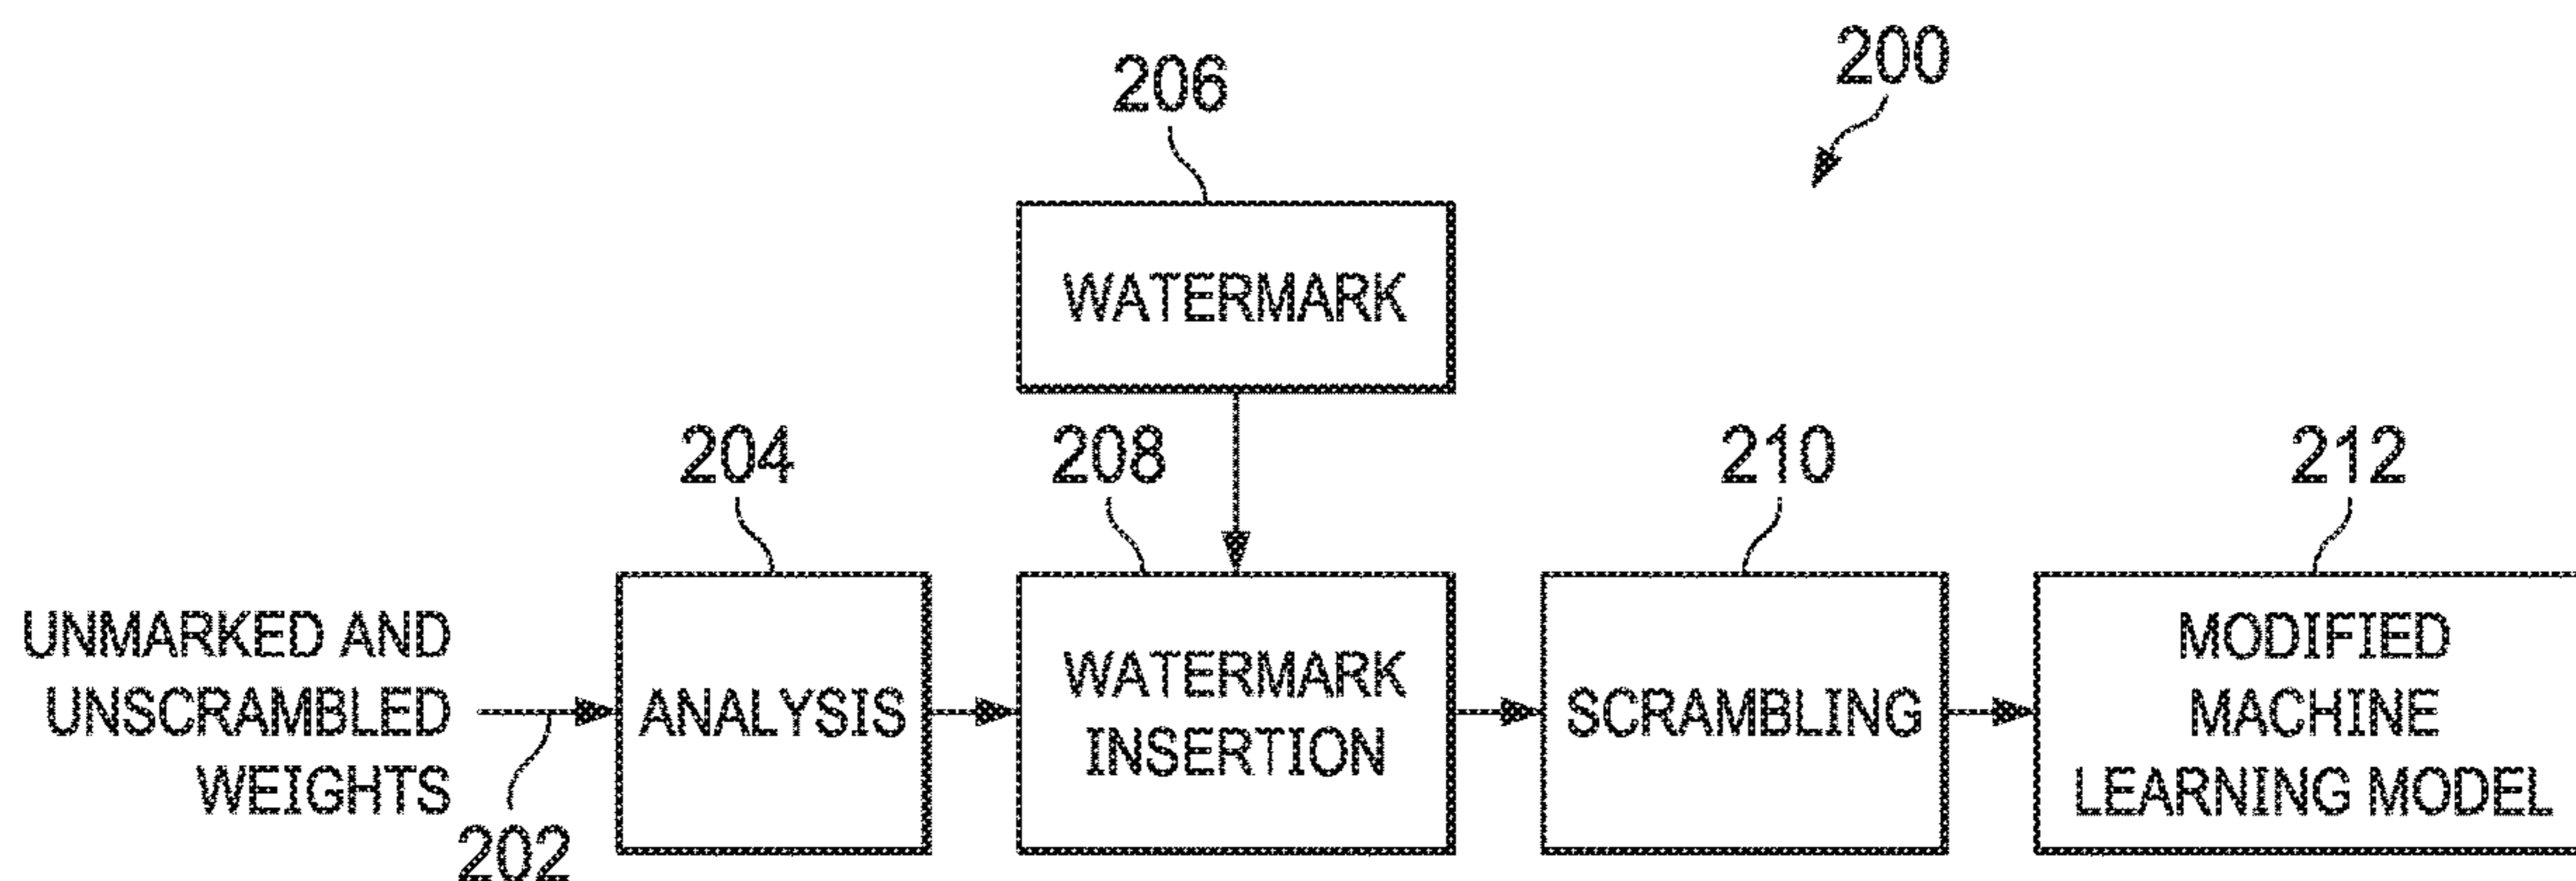 200
206
WATERMARK
204
208
210
212
UNMARKED AND
UNSCRAMBLED
WEIGHTS
202
ANALYSIS
WATERMARK
INSERTION
SCRAMBLING
MODIFIED
MACHINE
LEARNING MODEL